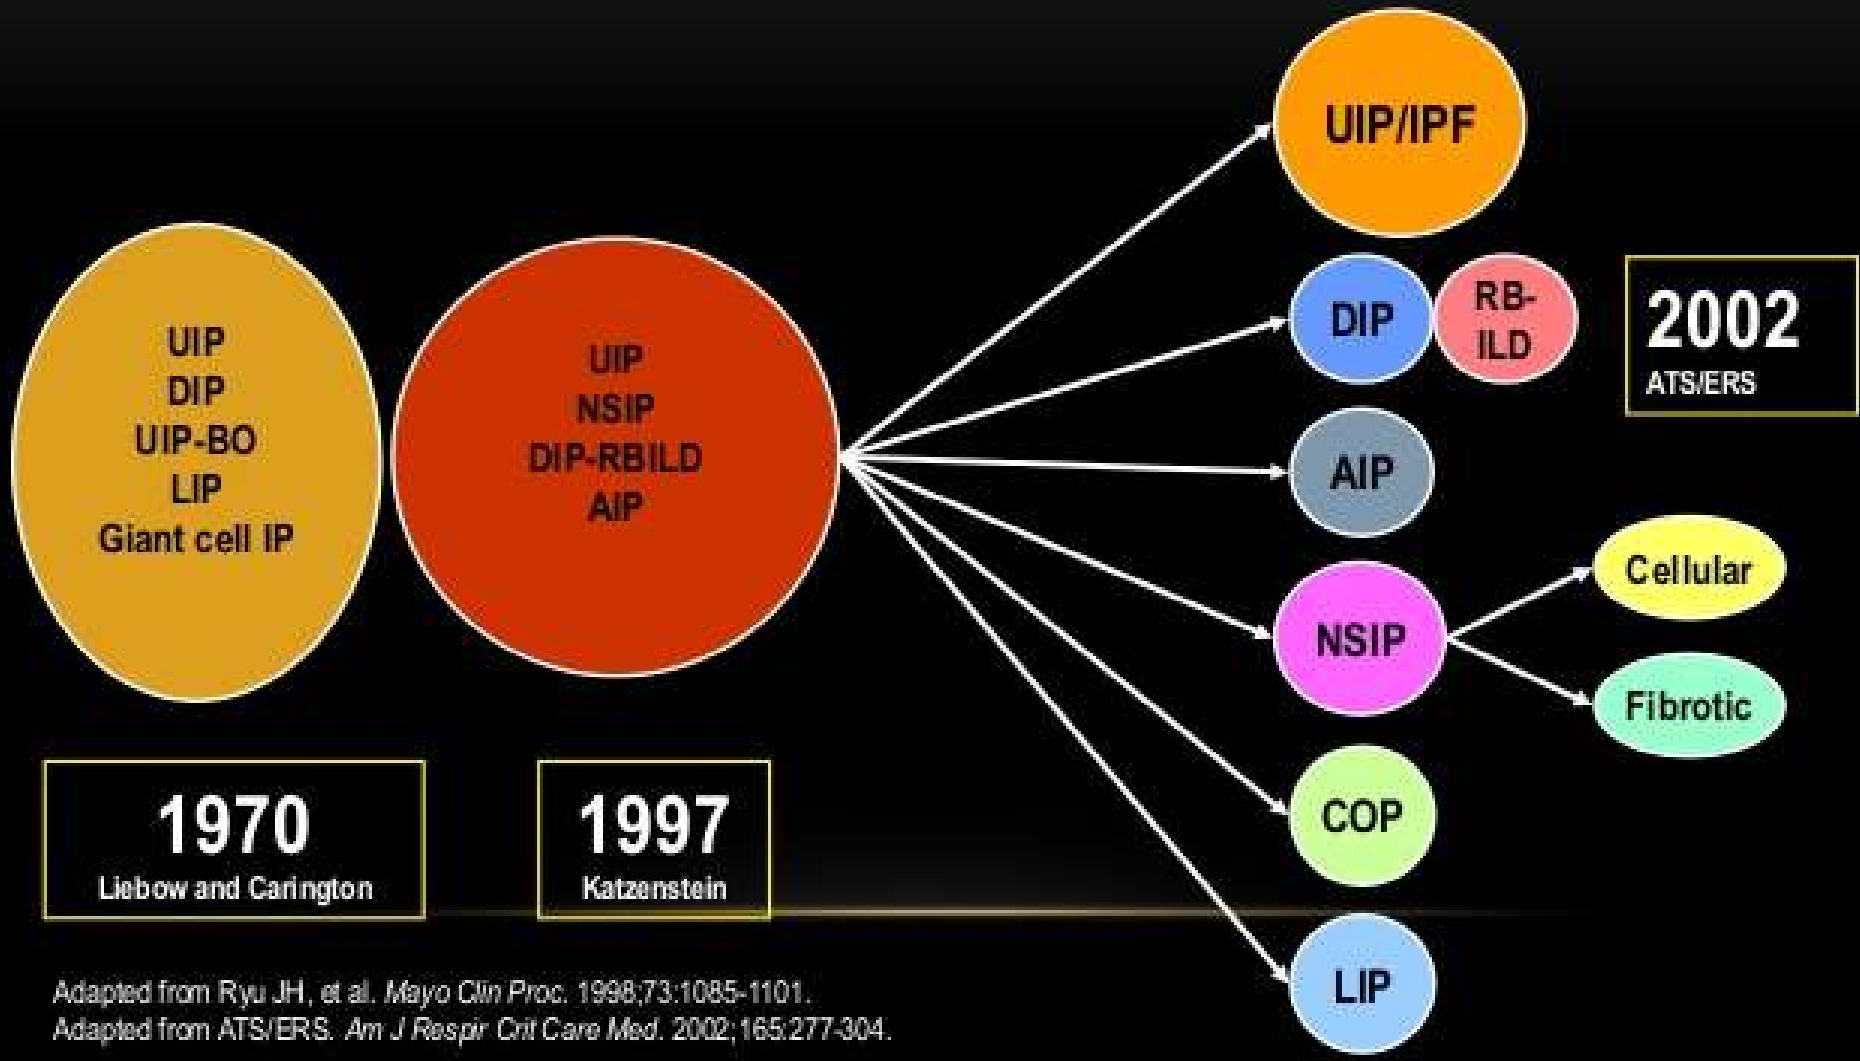 UIP
DIP
UIP-BO
LIP
Giant cell IP
1970
Liebow and Carington
UIP
NSIP
DIP-RBILD
AIP
1997
Katzenstein
UIP/IPF
DIP
RB-
ILD
AIP
NSIP
Cellular
Fibrotic
COP
LIP
2002
ATS/ERS
Adapted from Ryu JH, et al. Mayo Clin Proc. 1998;73:1085-1101.
Adapted from ATS/ERS. Am J Respir Crit Care Med. 2002;165:277-304.